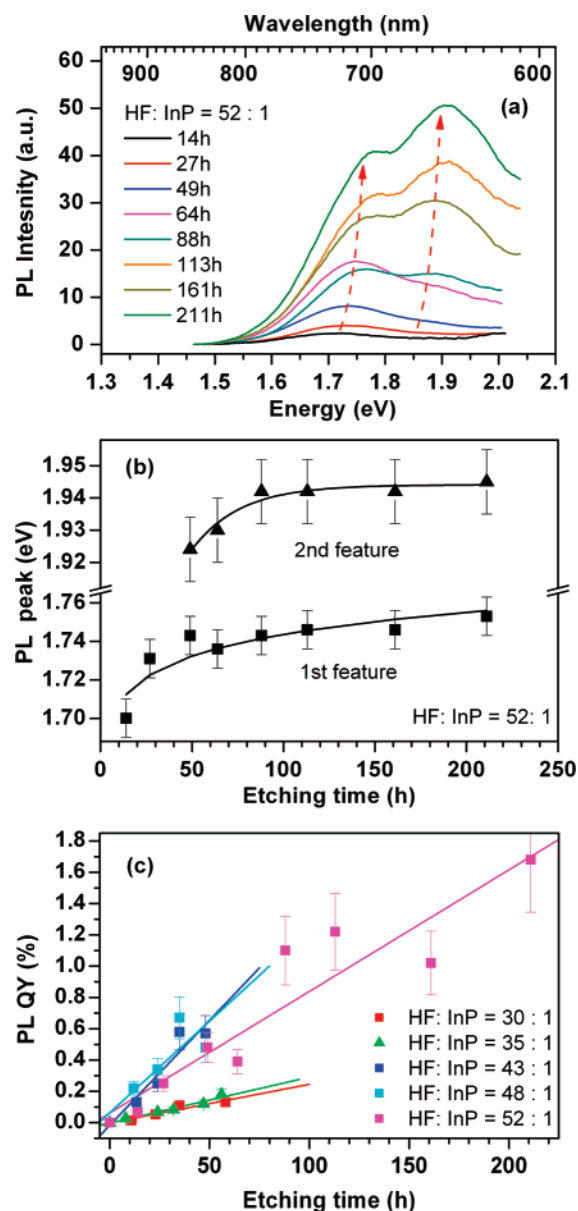 Wavelength (nm)
900 800 700 600
60
50
40
30
20
10
0
PL Intesnity (a.u.)
(a)
HF: InP = 52 : 1
14h
27h
49h
64h
88h
113h
161h
211h
1.3 1.4 1.5 1.6 1.7 1.8 1.9 2.0 2.1
Energy (eV)
(b)
1.95
1.94
1.93
1.92
1.76
1.74
1.72
1.70
PL peak (eV)
2nd feature
1st feature
HF: InP = 52: 1
0 50 100 150 200 250
Etching time (h)
(c)
1.8
1.6
1.4
1.2
1.0
0.8
0.6
0.4
0.2
0.0
PL QY (%)
HF: InP = 30 : 1
HF: InP = 35 : 1
HF: InP = 43 : 1
HF: InP = 48 : 1
HF: InP = 52 : 1
0 50 100 150 200
Etching time (h)